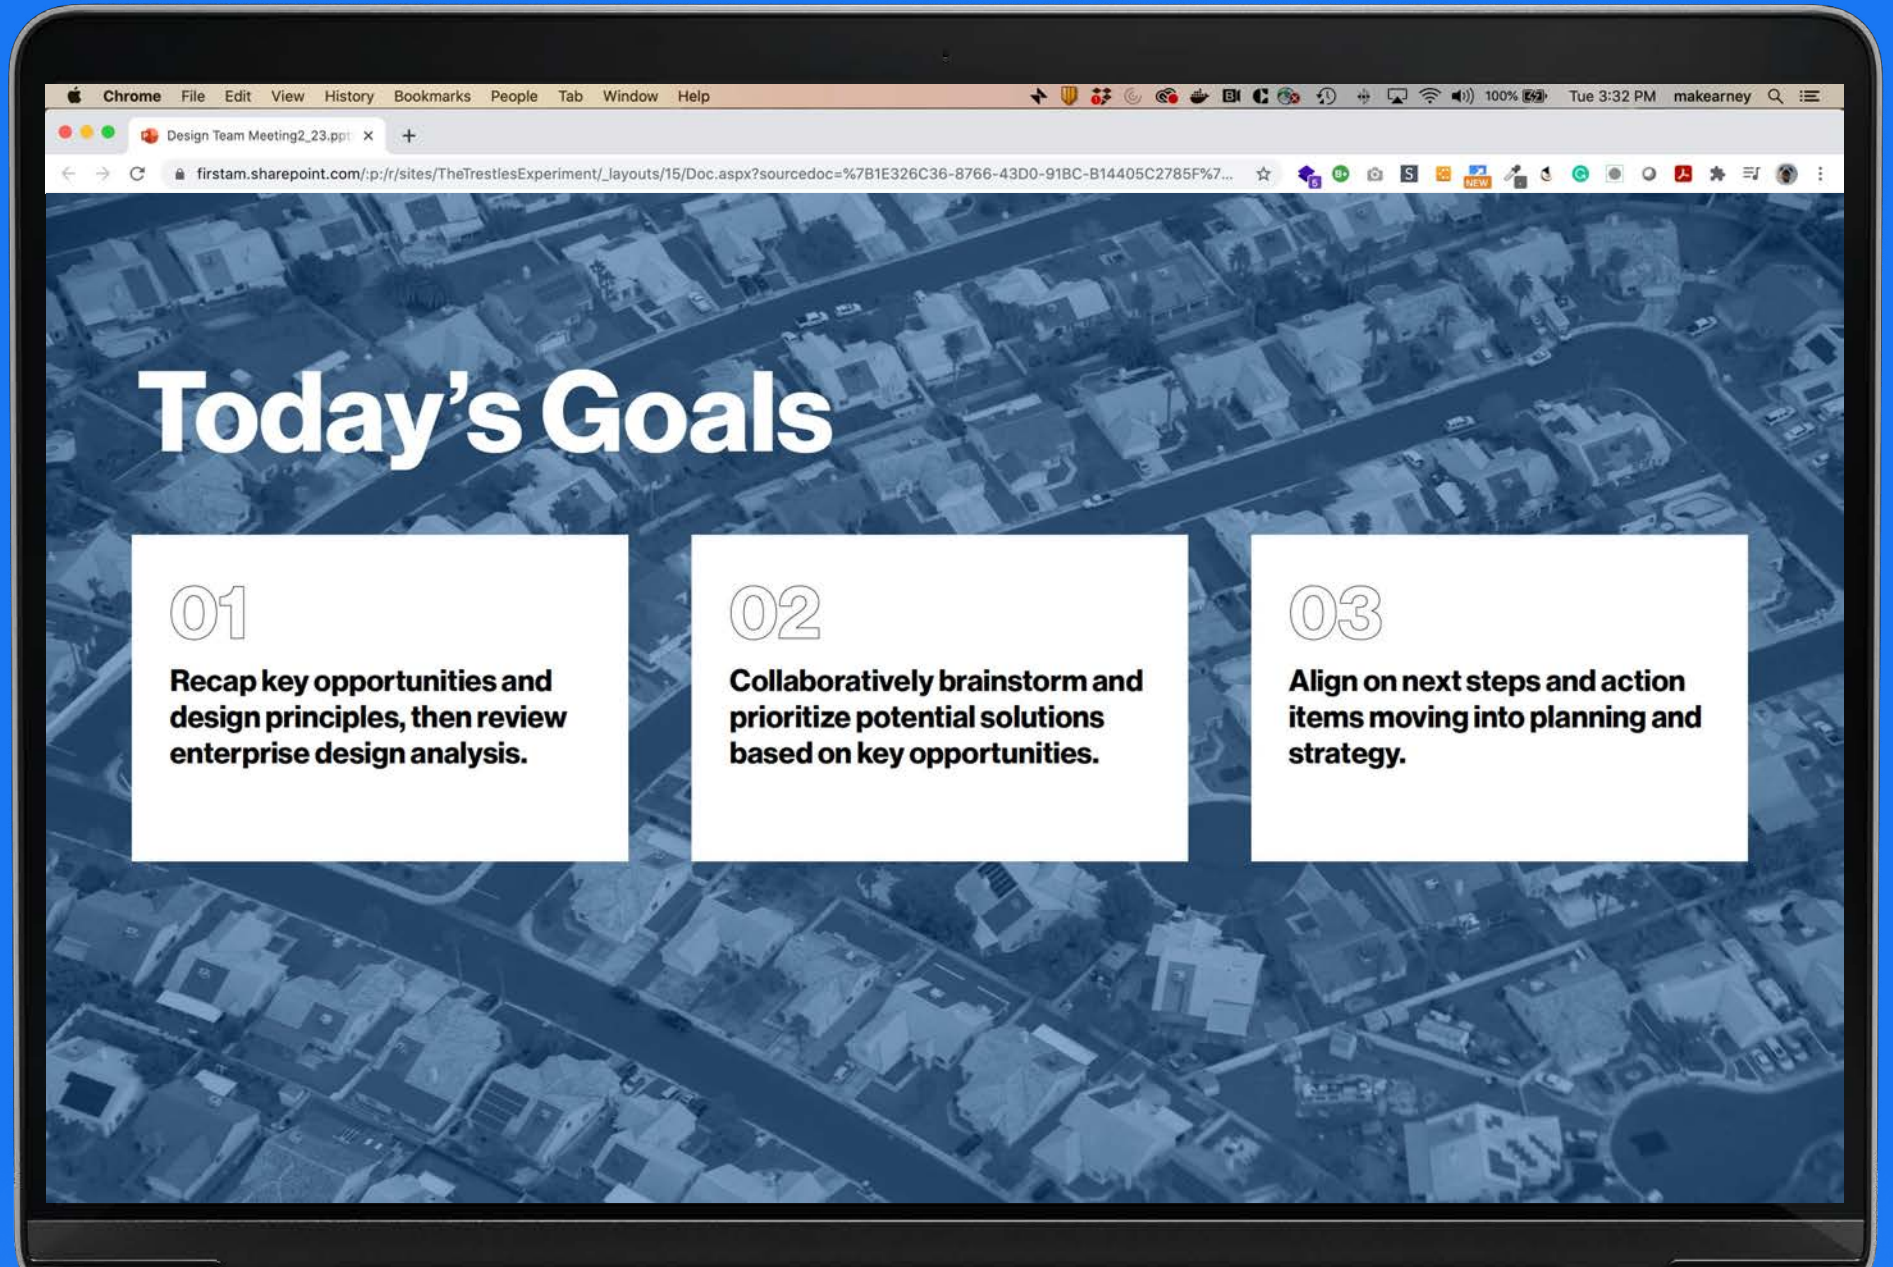 Chrome File Edit View History Bookmarks People Tab Window Help 100% Tue 3:32 PM makearney
Design Team Meeting2_23.ppt
firstam.sharepoint.com/:p:/r/sites/TheTrestlesExperiment/_layouts/15/Doc.aspx?sourcedoc=%7B1E326C36-8766-43D0-91BC-B14405C2785F%7...
NEW
Today’s Goals
01
Recap key opportunities and
design principles, then review
enterprise design analysis.
02
Collaboratively brainstorm and
prioritize potential solutions
based on key opportunities.
03
Align on next steps and action
items moving into planning and
strategy.